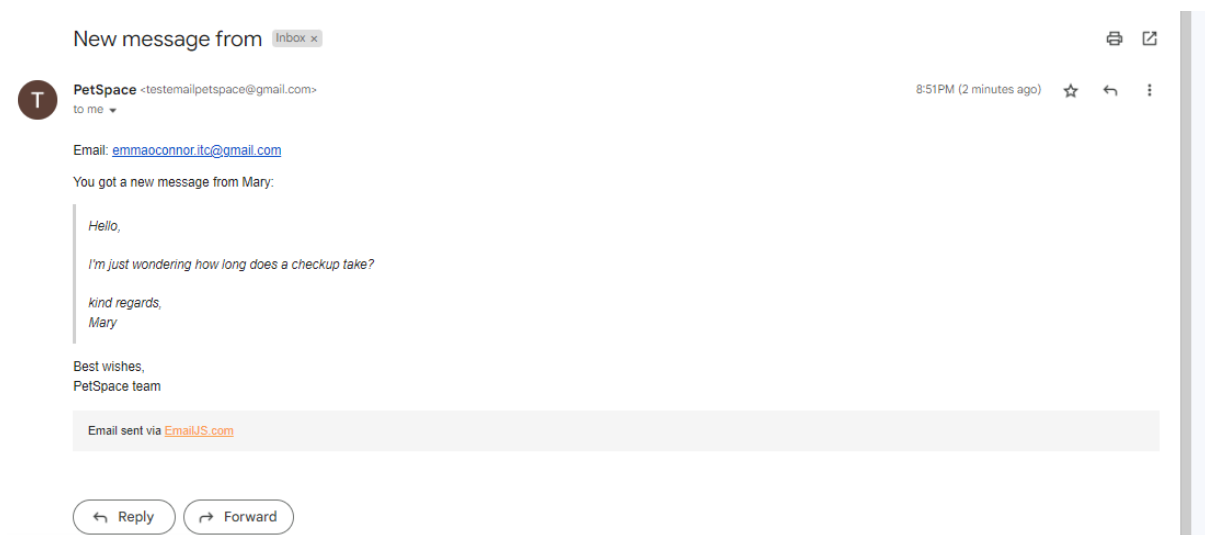 New message from Inbox ×
T
PetSpace <testemailpetspace@gmail.com> 8:51PM (2 minutes ago)
to me
Email: emmaoconnor.itc@gmail.com
You got a new message from Mary:
Hello,
I'm just wondering how long does a checkup take?
kind regards,
Mary
Best wishes,
PetSpace team
Email sent via EmailJS.com
Reply Forward